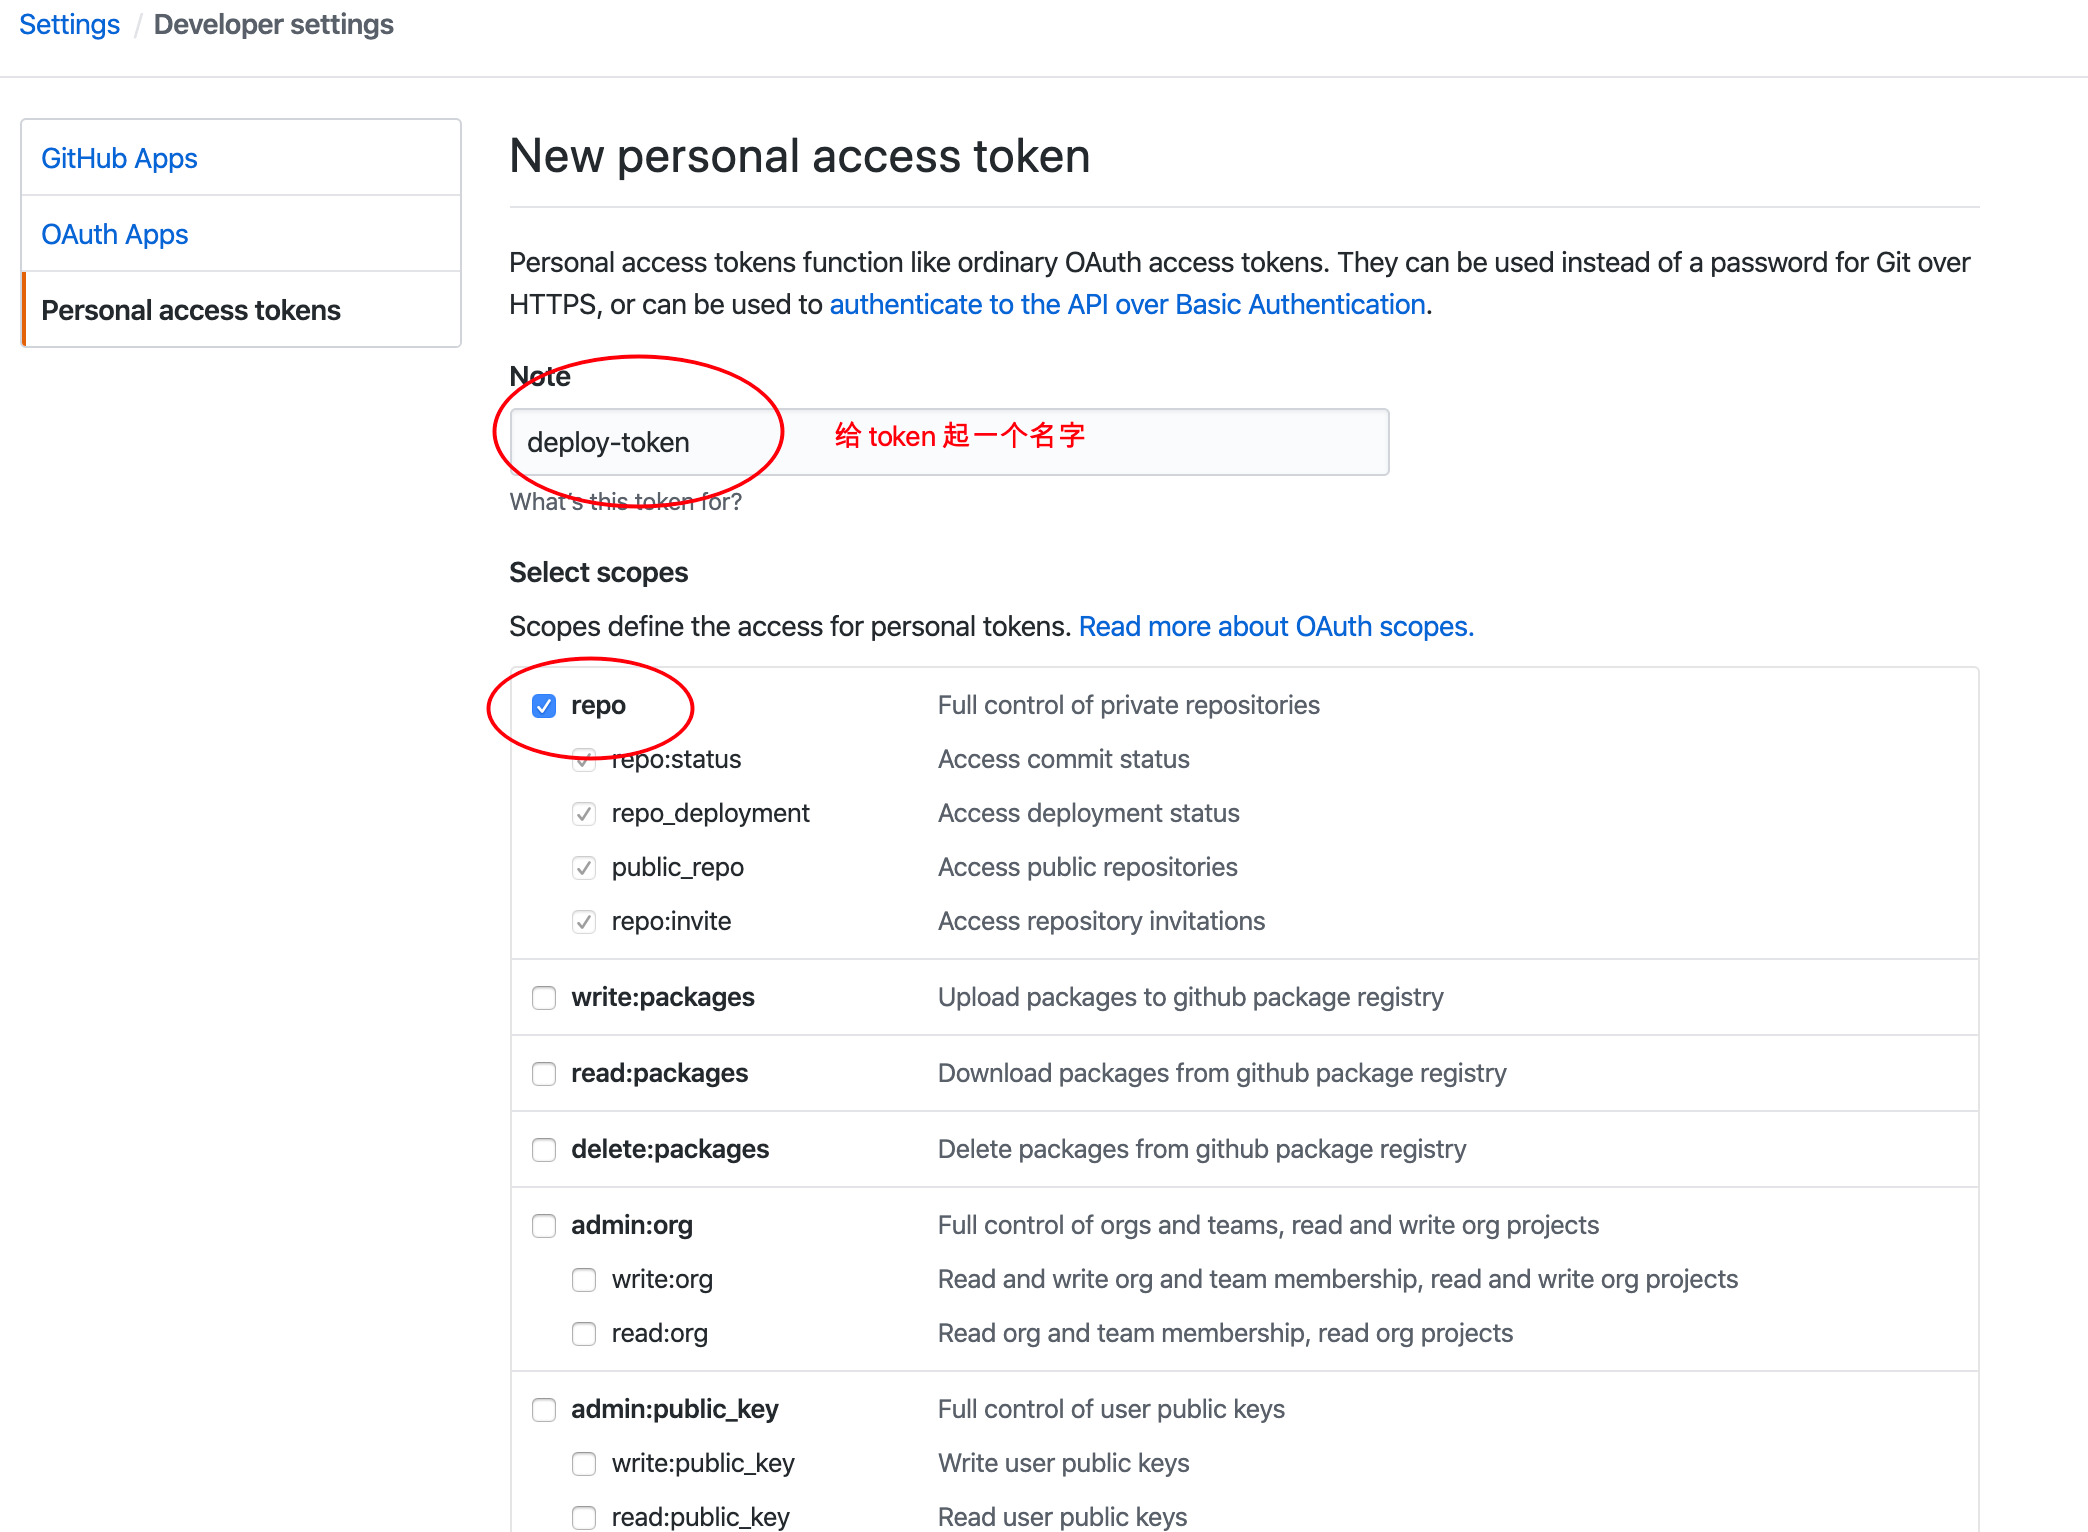 Settings / Developer settings
GitHub Apps
OAuth Apps
Personal access tokens
New personal access token
Personal access tokens function like ordinary OAuth access tokens. They can be used instead of a password for Git over
HTTPS, or can be used to authenticate to the API over Basic Authentication.
Note
deploy-token
给 token 起一个名字
What's this token for?
Select scopes
Scopes define the access for personal tokens. Read more about OAuth scopes.
repo Full control of private repositories
repo:status Access commit status
repo_deployment Access deployment status
public_repo Access public repositories
repo:invite Access repository invitations
write:packages Upload packages to github package registry
read:packages Download packages from github package registry
delete:packages Delete packages from github package registry
admin:org Full control of orgs and teams, read and write org projects
write:org Read and write org and team membership, read and write org projects
read:org Read org and team membership, read org projects
admin:public_key Full control of user public keys
write:public_key Write user public keys
read:public_key Read user public keys